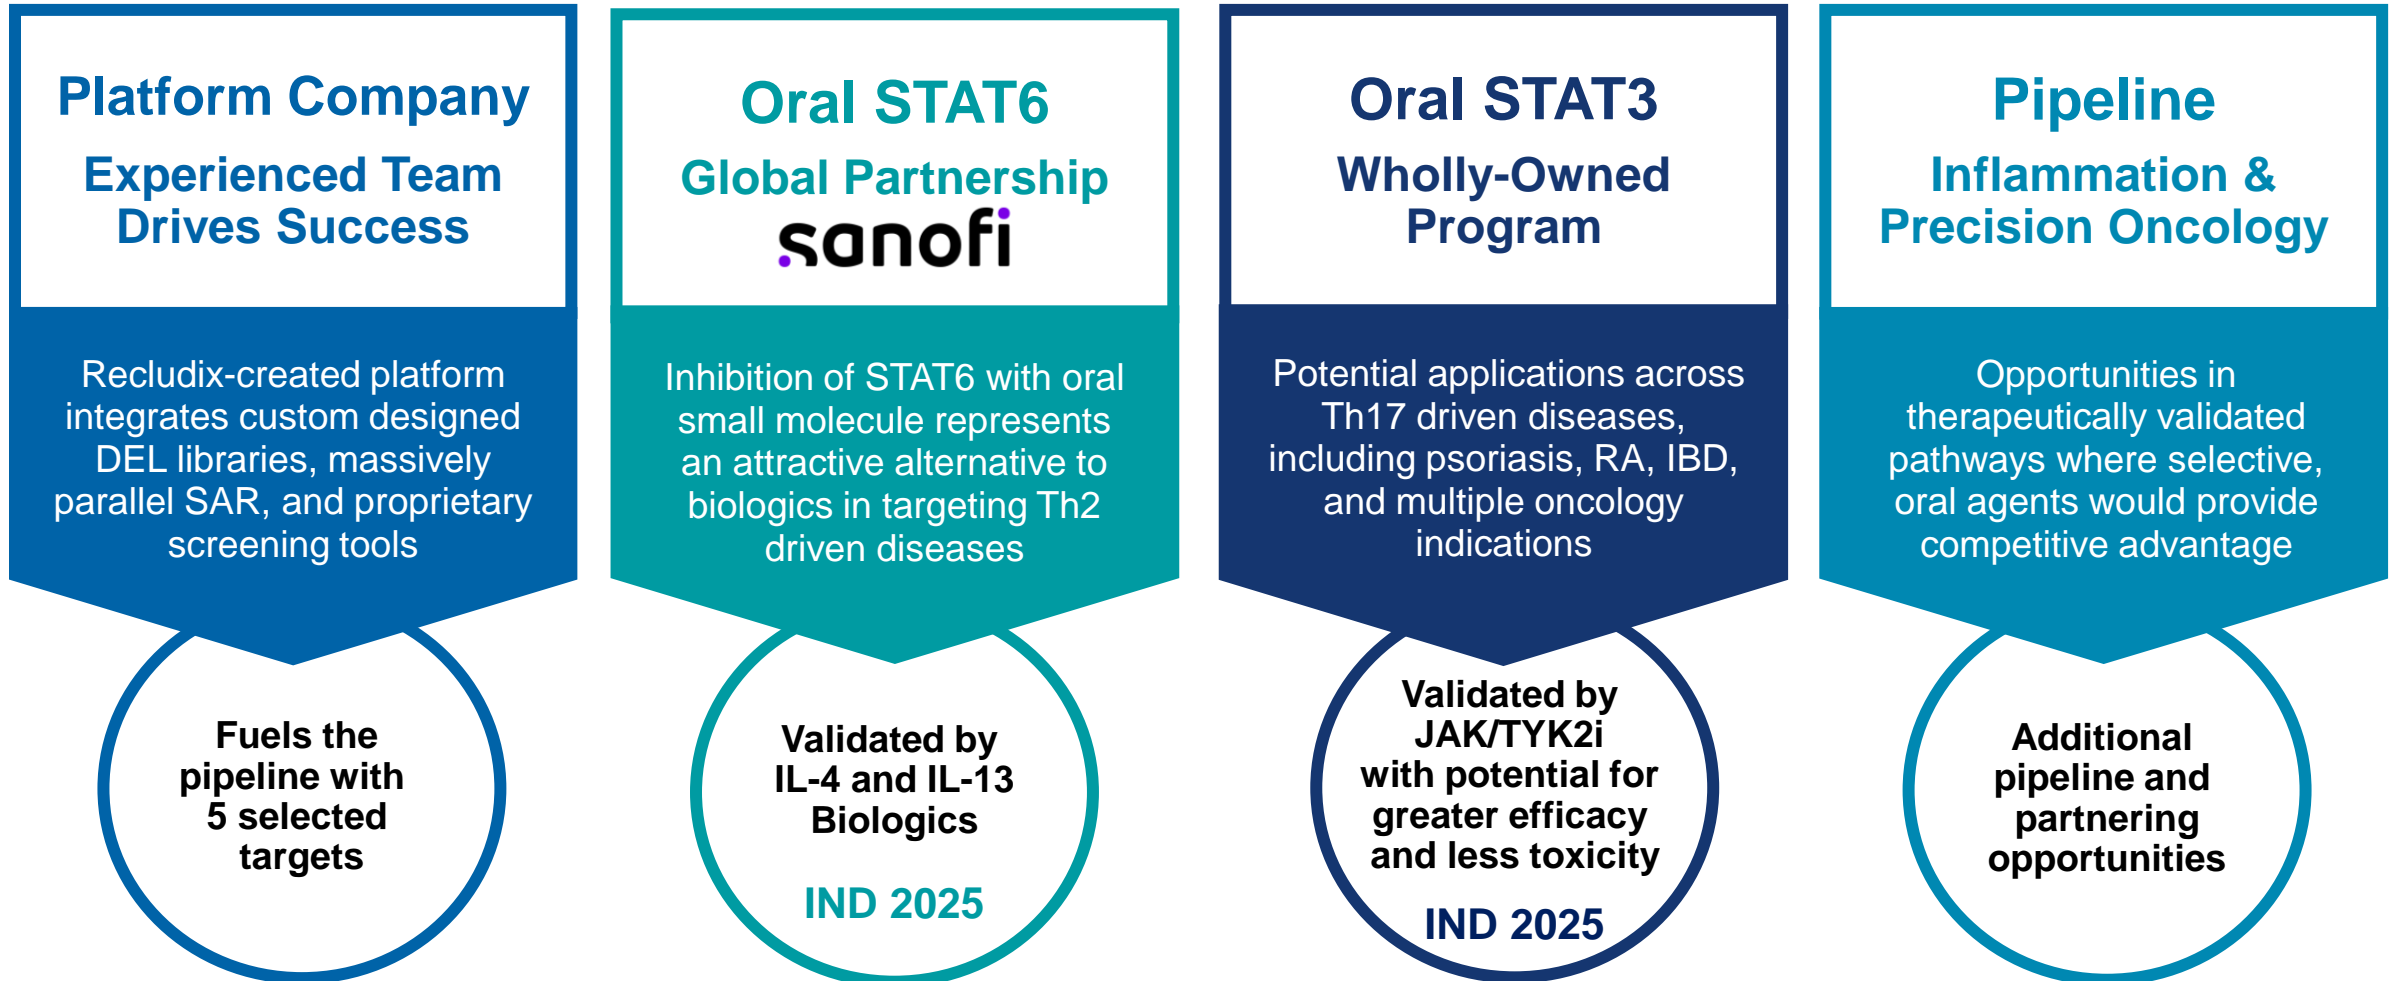 Platform Company
Experienced Team
Drives Success
Recludix-created platform
integrates custom designed
DEL libraries, massively
parallel SAR, and proprietary
screening tools
Fuels the
pipeline with
5 selected
targets
Oral STAT6
Global Partnership
sanofi
Inhibition of STAT6 with oral
small molecule represents
an attractive alternative to
biologics in targeting Th2
driven diseases
Validated by
IL-4 and IL-13
Biologics
IND 2025
Oral STAT3
Wholly-Owned
Program
Potential applications across
Th17 driven diseases,
including psoriasis, RA, IBD,
and multiple oncology
indications
Validated by
JAK/TYK2i
with potential for
greater efficacy
and less toxicity
IND 2025
Pipeline
Inflammation &
Precision Oncology
Opportunities in
therapeutically validated
pathways where selective,
oral agents would provide
competitive advantage
Additional
pipeline and
partnering
opportunities